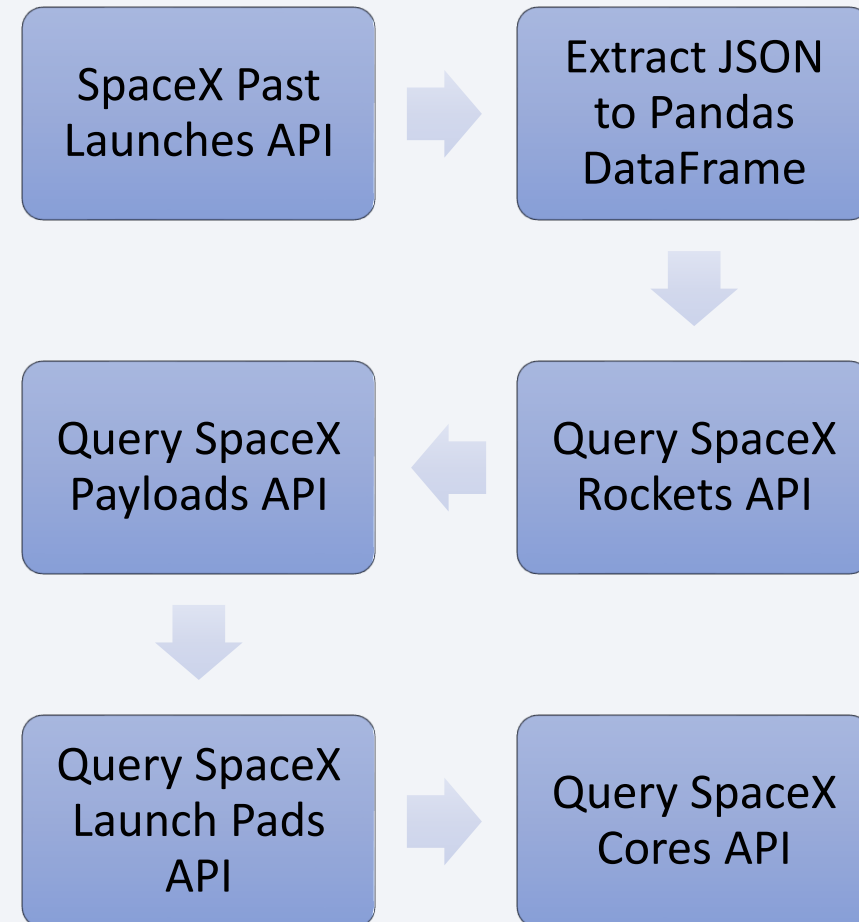 SpaceX Past
Launches API
Extract JSON
to Pandas
DataFrame
Query SpaceX
Rockets API
Query SpaceX
Payloads API
Query SpaceX
Launch Pads
API
Query SpaceX
Cores API